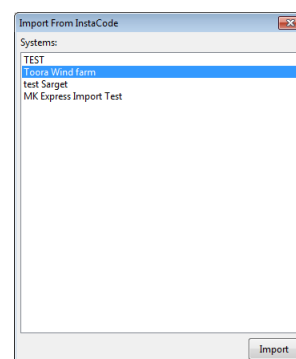 Import From InstaCode
Systems:
TEST
Toora Wind farm
test Sarget
MK Express Import Test
Import